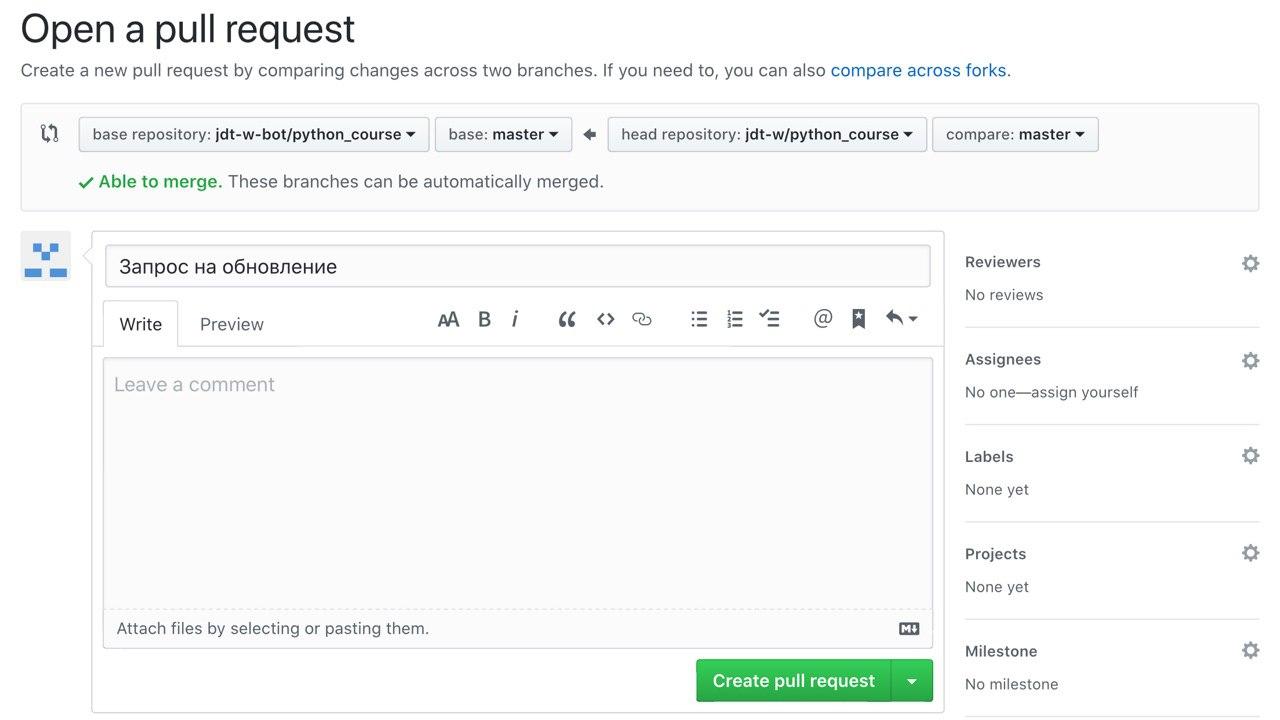 Open a pull request
Create a new pull request by comparing changes across two branches. If you need to, you can also compare across forks.
base repository: jdt-w-bot/python_course base: master head repository: jdt-w/python_course compare: master
Able to merge. These branches can be automatically merged.
Запрос на обновление
Write Preview AA B i @
Leave a comment
Attach files by selecting or pasting them.
Create pull request
Reviewers
No reviews
Assignees
No one—assign yourself
Labels
None yet
Projects
None yet
Milestone
No milestone